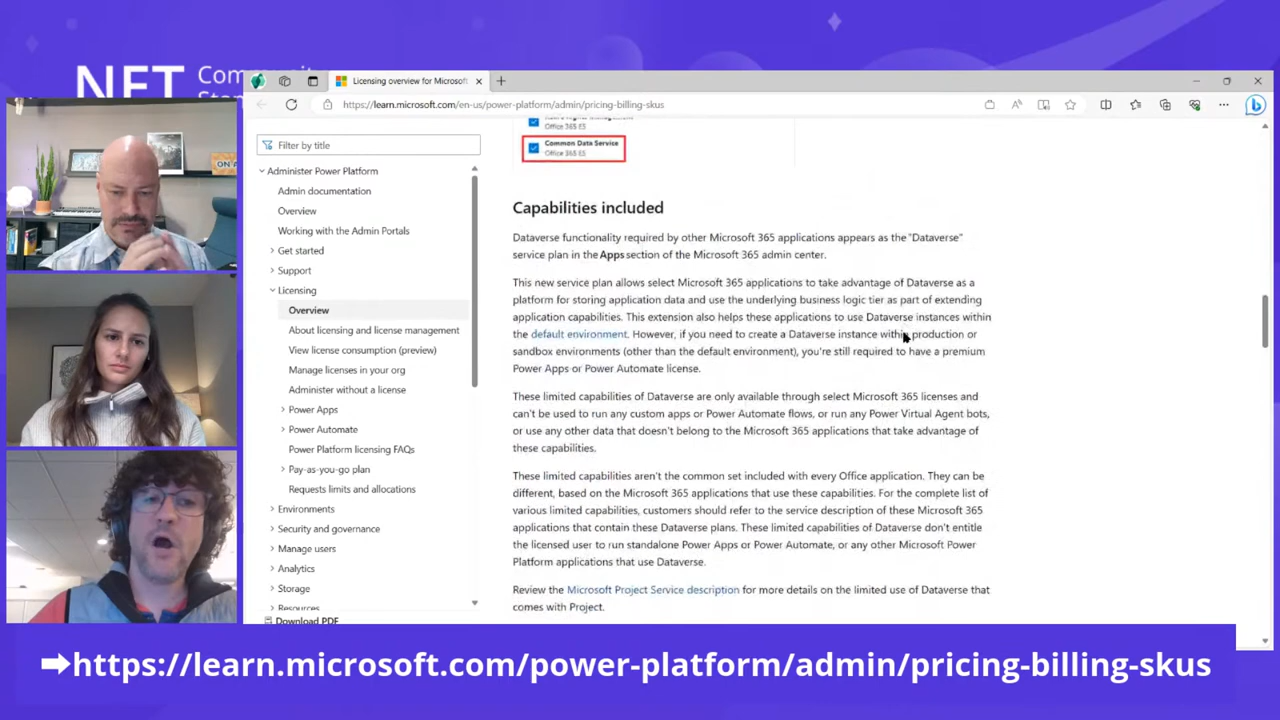 .NET Community
Licensing overview for Microsof
https://learn.microsoft.com/en-us/power-platform/admin/pricing-billing-skus
Filter by title
Administer Power Platform
Admin documentation
Overview
Working with the Admin Portals
Get started
Support
Licensing
Overview
About licensing and license management
View license consumption (preview)
Manage licenses in your org
Administer without a license
Power Apps
Power Automate
Power Platform licensing FAQs
Pay-as-you-go plan
Requests limits and allocations
Environments
Security and governance
Manage users
Analytics
Storage
Resources
Download PDF
Office 365 E5
Common Data Service
Office 365 E5
Capabilities included
Dataverse functionality required by other Microsoft 365 applications appears as the "Dataverse"
service plan in the Apps section of the Microsoft 365 admin center.
This new service plan allows select Microsoft 365 applications to take advantage of Dataverse as a
platform for storing application data and use the underlying business logic tier as part of extending
application capabilities. This extension also helps these applications to use Dataverse instances within
the default environment. However, if you need to create a Dataverse instance within production or
sandbox environments (other than the default environment), you're still required to have a premium
Power Apps or Power Automate license.
These limited capabilities of Dataverse are only available through select Microsoft 365 licenses and
can't be used to run any custom apps or Power Automate flows, or run any Power Virtual Agent bots,
or use any other data that doesn't belong to the Microsoft 365 applications that take advantage of
these capabilities.
These limited capabilities aren't the common set included with every Office application. They can be
different, based on the Microsoft 365 applications that use these capabilities. For the complete list of
various limited capabilities, customers should refer to the service description of these Microsoft 365
applications that contain these Dataverse plans. These limited capabilities of Dataverse don't entitle
the licensed user to run standalone Power Apps or Power Automate, or any other Microsoft Power
Platform applications that use Dataverse.
Review the Microsoft Project Service description for more details on the limited use of Dataverse that
comes with Project.
➡https://learn.microsoft.com/power-platform/admin/pricing-billing-skus